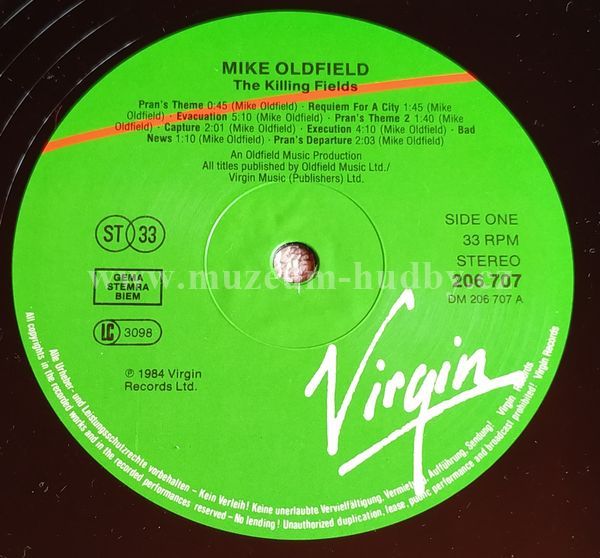 MIKE OLDFIELD
The Killing Fields
Pran's Theme 0:45 (Mike Oldfield) · Requiem For A City 1:45 (Mike
Oldfield) · Evacuation 5:10 (Mike Oldfield) · Pran's Theme 2 1:40 (Mike
Oldfield) · Capture 2:01 (Mike Oldfield) · Execution 4:10 (Mike Oldfield) · Bad
News 1:10 (Mike Oldfield) · Pran's Departure 2:03 (Mike Oldfield)
An Oldfield Music Production
All titles published by Oldfield Music Ltd./
Virgin Music (Publishers) Ltd.
ST 33
GEMA
STEMRA
BIEM
LC 3098
℗ 1984 Virgin
Records Ltd.
SIDE ONE
33 RPM
STEREO
206 707
DM 206 707 A
www.muzeum-hudby
Virgin
Alle Urheber- und Leistungsschutzrechte vorbehalten – Kein Verleih! Keine unerlaubte Vervielfältigung, Vermietung, Aufführung, Sendung! Virgin Records
All copyrights in the recorded works and in the recorded performances reserved – No lending! Unauthorized duplication, lease, public performance and broadcast prohibited! Virgin Records